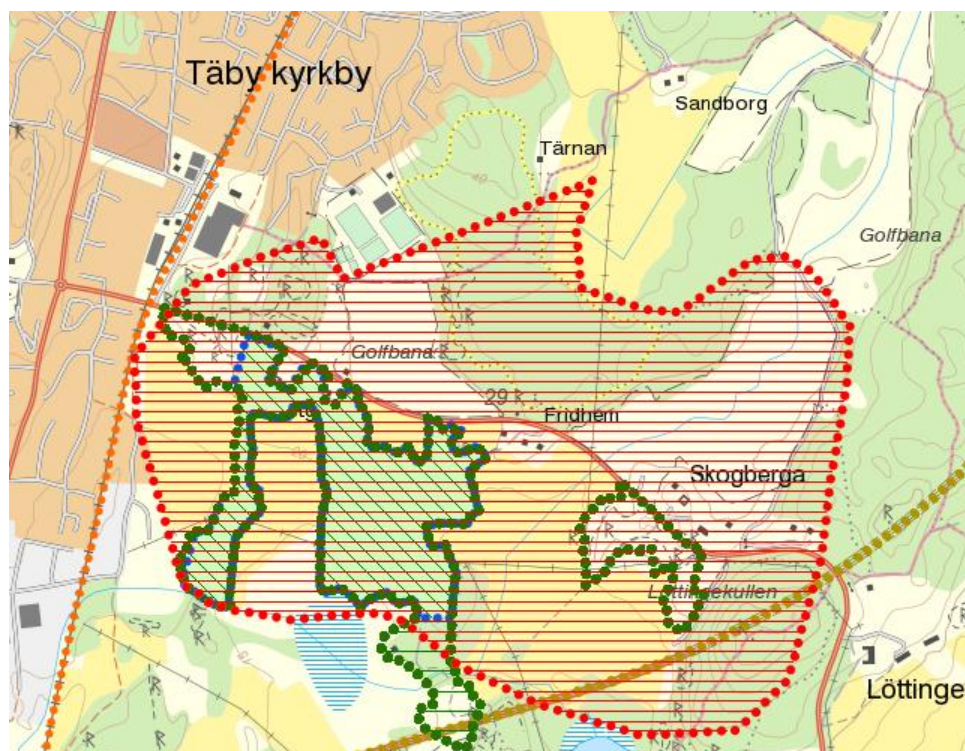 Täby kyrkby
Sandborg
Tärnan
Golfbana
Golfbana
29
Fridhem
Skogberga
Löttingekullen
Löttinge